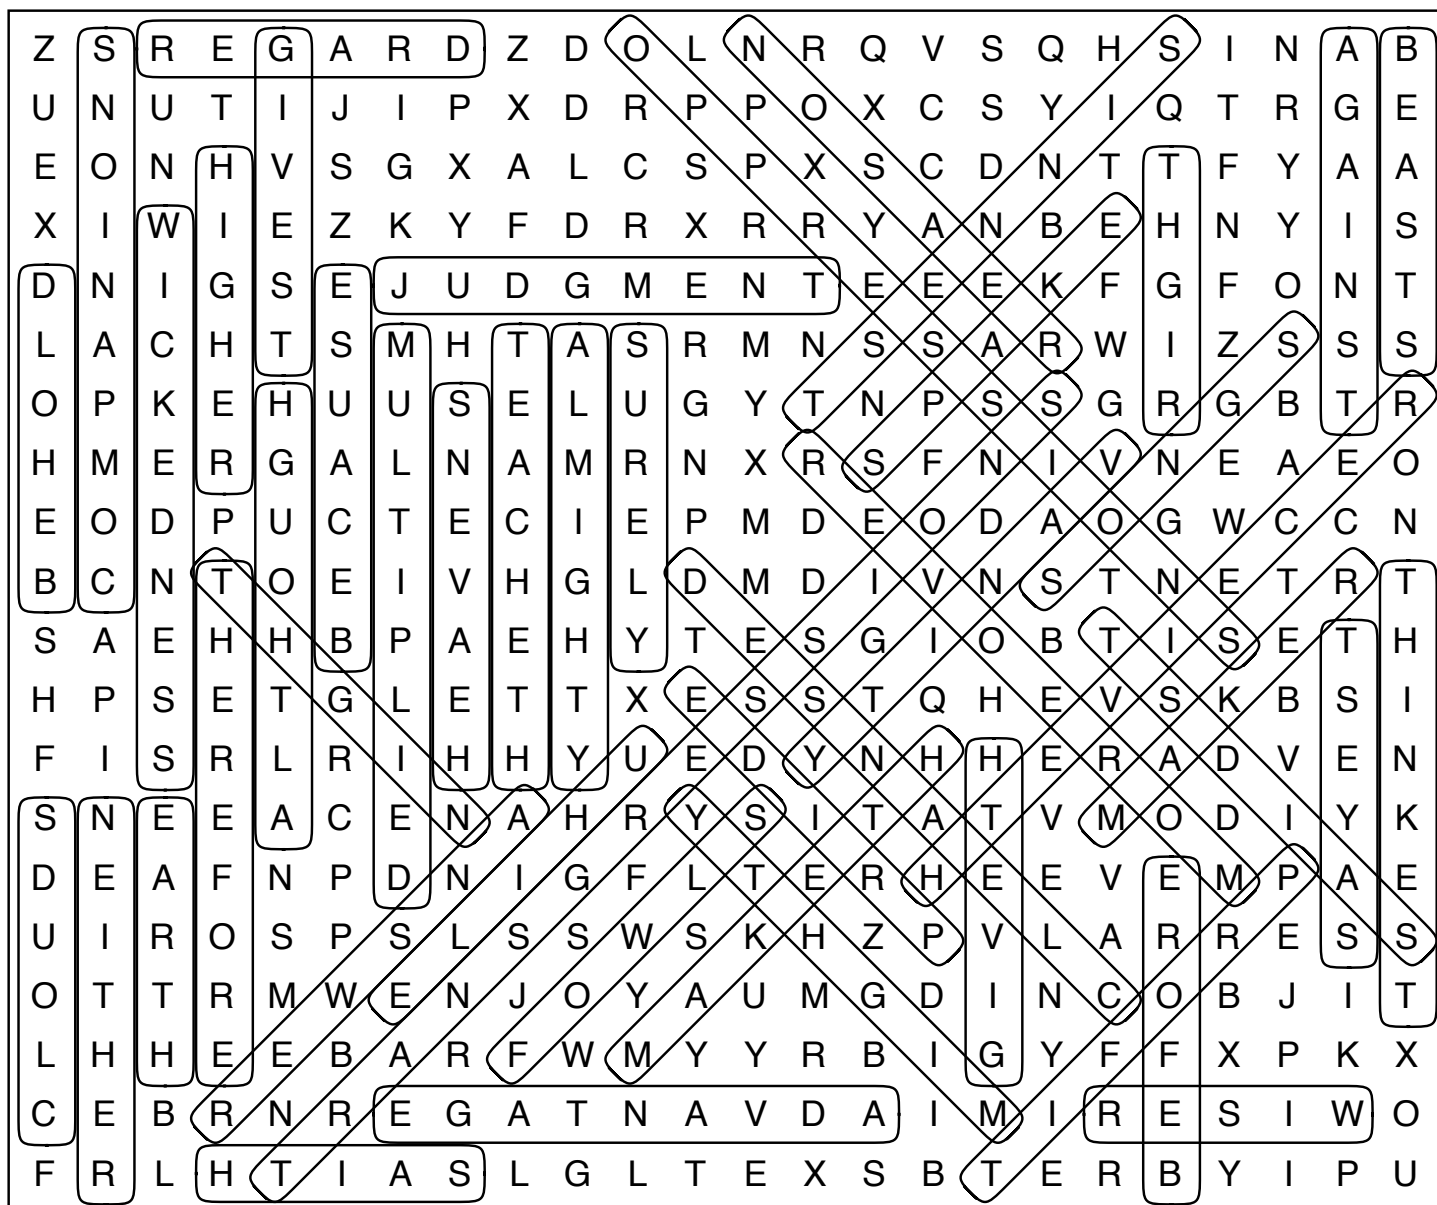 Z S R E G A R D Z D O L N R Q V S Q H S I N A B
U N U T I J I P X D R P P O X C S Y I Q T R G E
E O N H V S G X A L C S P X S C D N T T F Y A A
X I W I E Z K Y F D R X R R Y A N B E H N Y I S
D N I G S E J U D G M E N T E E E K F G F O N T
L A C H T S M H T A S R M N S S A R W I Z S S S
O P K E H U U S E L U G Y T N P S S G R G B T R
H M E R G A L N A M R N X R S F N I V N E A E O
E O D P U C T E C I E P M D E O D A O G W C C N
B C N T O E I V H G L D M D I V N S T N E T R T
S A E H H B P A E H Y T E S G I O B T I S E T H
H P S E T G L E T T X E S S T Q H E V S K B S I
F I S R L R I H H Y U E D Y N H H E R A D V E N
S N E E A C E N A H R Y S I T A T V M O D I Y K
D E A F N P D N I G F L T E R H E E V E M P A E
U I R O S P S L S S W S K H Z P V L A R R E S S
O T T R M W E N J O Y A U M G D I N C O B J I T
L H H E E B A R F W M Y Y R B I G Y F F X P K X
C E B R N R E G A T N A V D A I M I R E S I W O
F R L H T I A S L G L T E X S B T E R B Y I P U